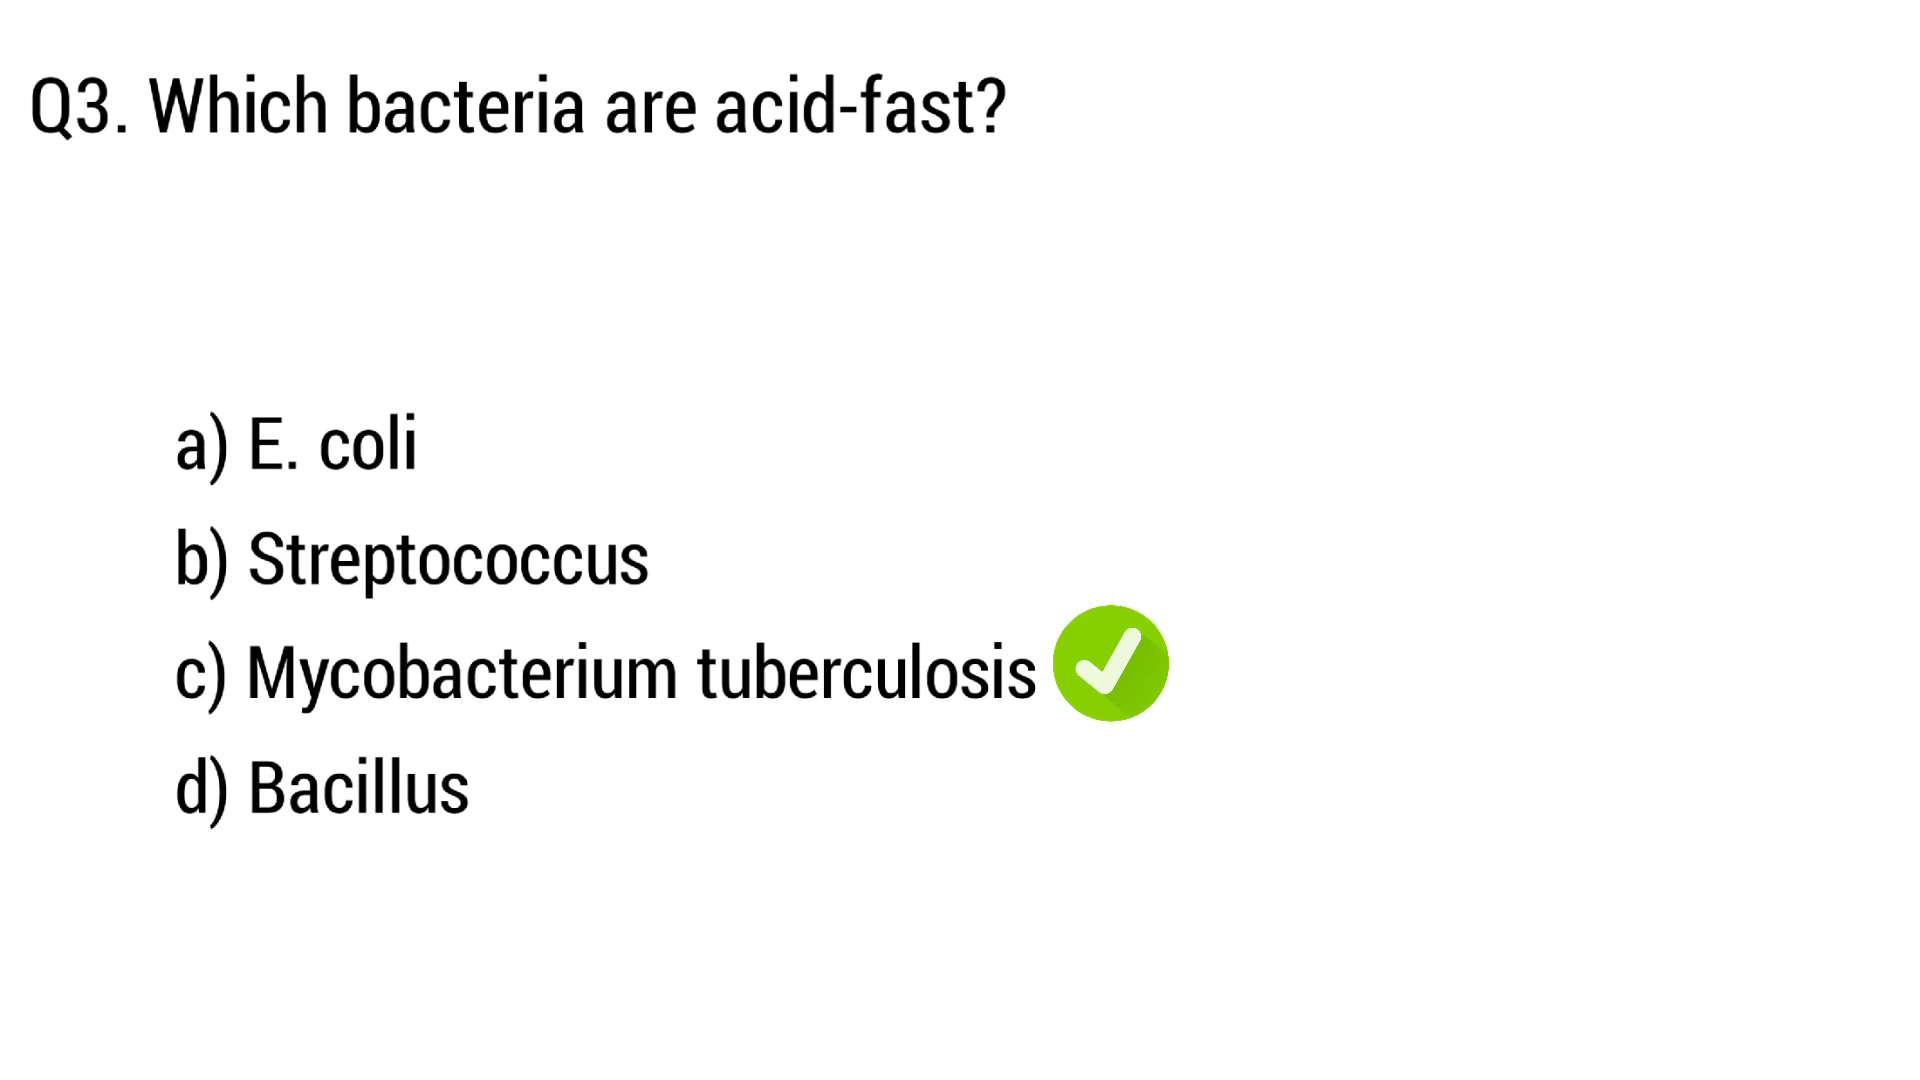 Q3. Which bacteria are acid-fast?
a) E. coli
b) Streptococcus
c) Mycobacterium tuberculosis
d) Bacillus